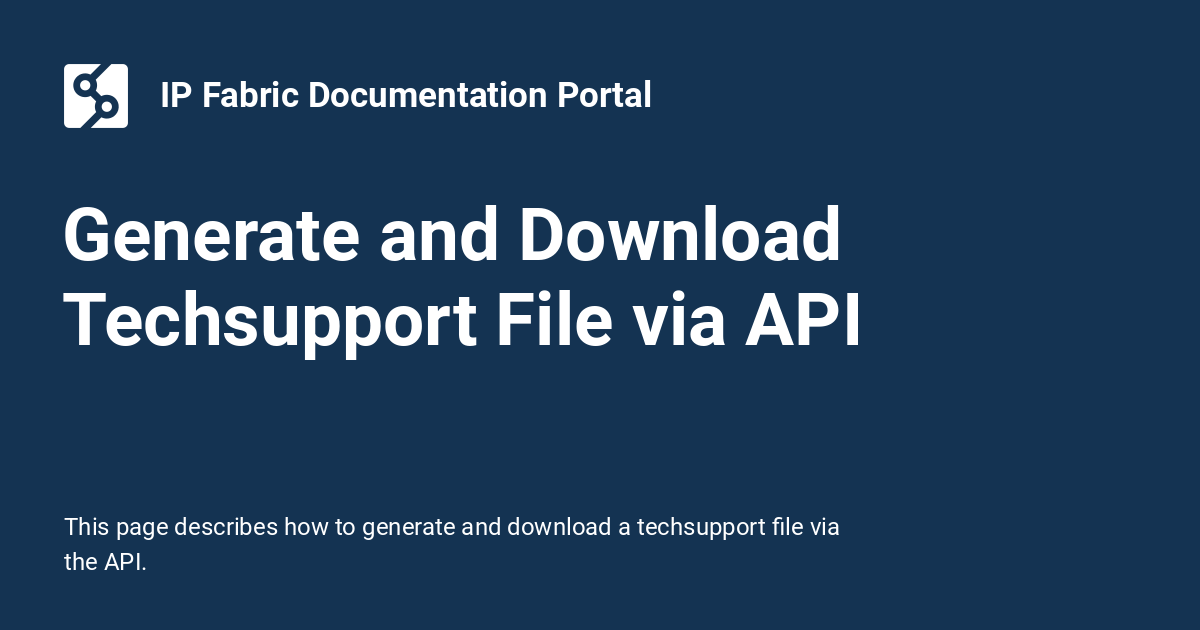 IP Fabric Documentation Portal
Generate and Download
Techsupport File via API
This page describes how to generate and download a techsupport file via
the API.